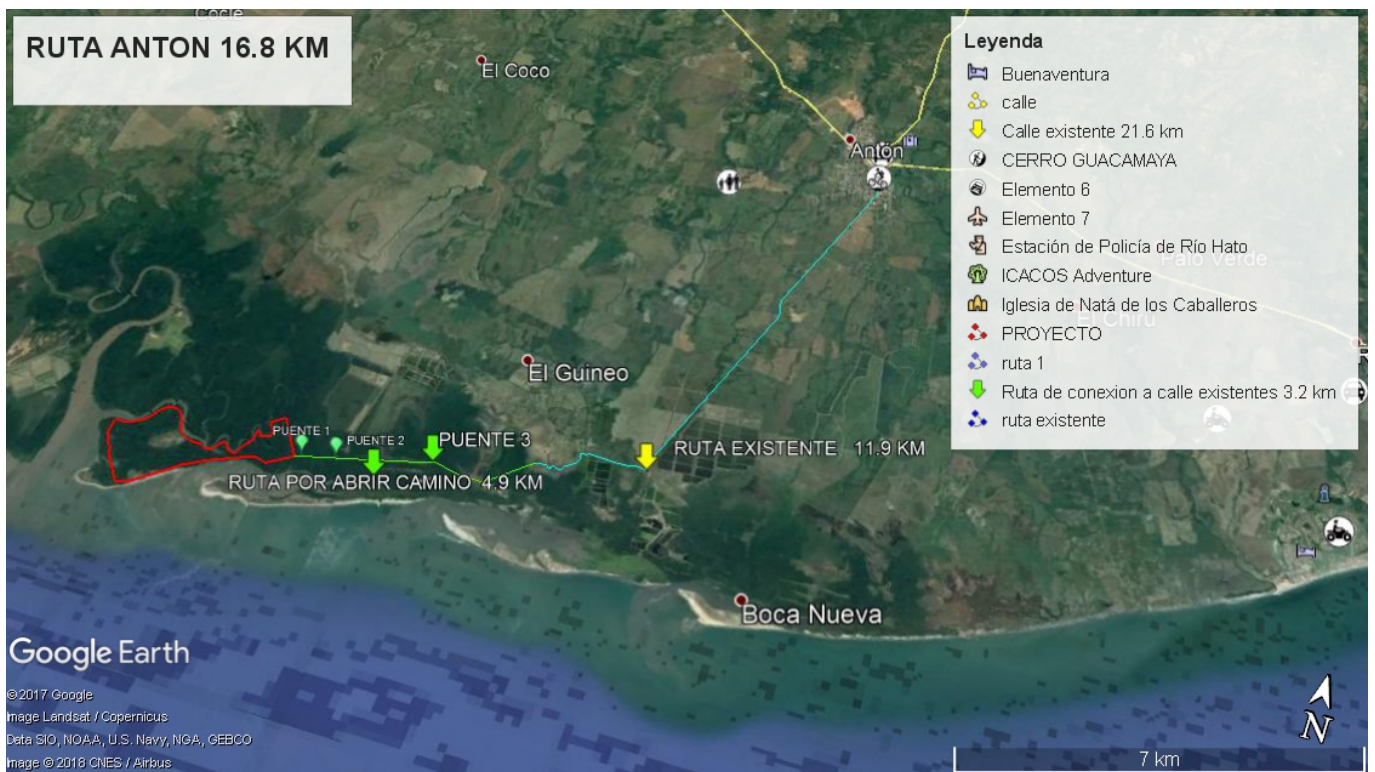 Cocle
RUTA ANTON 16.8 KM
El Coco
Antón
Leyenda
Buenaventura
calle
Calle existente 21.6 km
CERRO GUACAMAYA
Elemento 6
Elemento 7
Estación de Policía de Río Hato
ICACOS Adventure
Iglesia de Natá de los Caballeros
PROYECTO
ruta 1
Ruta de conexion a calle existentes 3.2 km
ruta existente
Palo Verde
El Chirú
El Guineo
PUENTE 1
PUENTE 2
PUENTE 3
RUTA EXISTENTE 11.9 KM
RUTA POR ABRIR CAMINO 4.9 KM
Boca Nueva
Google Earth
© 2017 Google
Image Landsat / Copernicus
Data SIO, NOAA, U.S. Navy, NGA, GEBCO
Image © 2018 CNES / Airbus
N
7 km